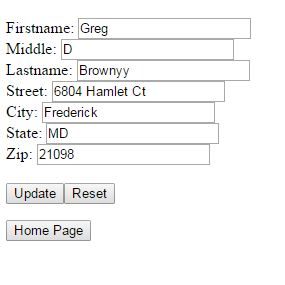 Firstname: Greg
Middle: D
Lastname: Brownyy
Street: 6804 Hamlet Ct
City: Frederick
State: MD
Zip: 21098
Update Reset
Home Page